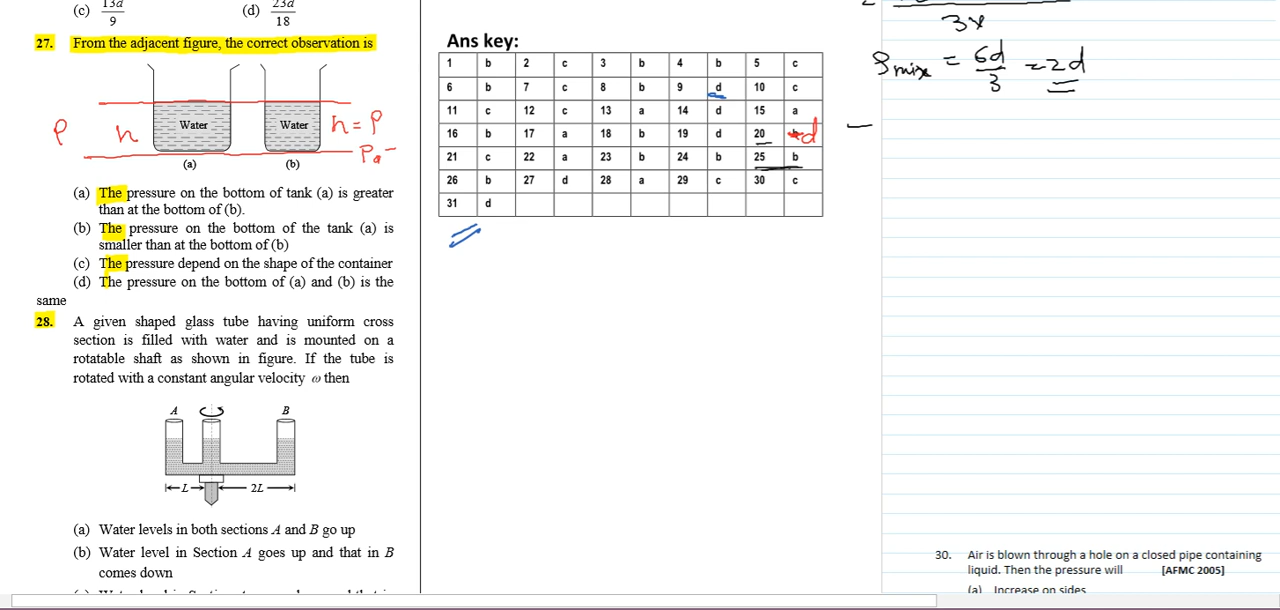 (c) 13d/9 (d) 23d/18
27. From the adjacent figure, the correct observation is
Water Water
P h h = P
Pa
(a) (b)
(a) The pressure on the bottom of tank (a) is greater
than at the bottom of (b).
(b) The pressure on the bottom of the tank (a) is
smaller than at the bottom of (b)
(c) The pressure depend on the shape of the container
(d) The pressure on the bottom of (a) and (b) is the
same
28. A given shaped glass tube having uniform cross
section is filled with water and is mounted on a
rotatable shaft as shown in figure. If the tube is
rotated with a constant angular velocity ω then
A B
L 2L
(a) Water levels in both sections A and B go up
(b) Water level in Section A goes up and that in B
comes down
Ans key:
1 b 2 c 3 b 4 b 5 c
6 b 7 c 8 b 9 d 10 c
11 c 12 c 13 a 14 d 15 a
16 b 17 a 18 b 19 d 20 d
21 c 22 a 23 b 24 b 25 b
26 b 27 d 28 a 29 c 30 c
31 d
3x
ρmix = 6d/3 = 2d
30. Air is blown through a hole on a closed pipe containing
liquid. Then the pressure will [AFMC 2005]
(a) Increase on sides